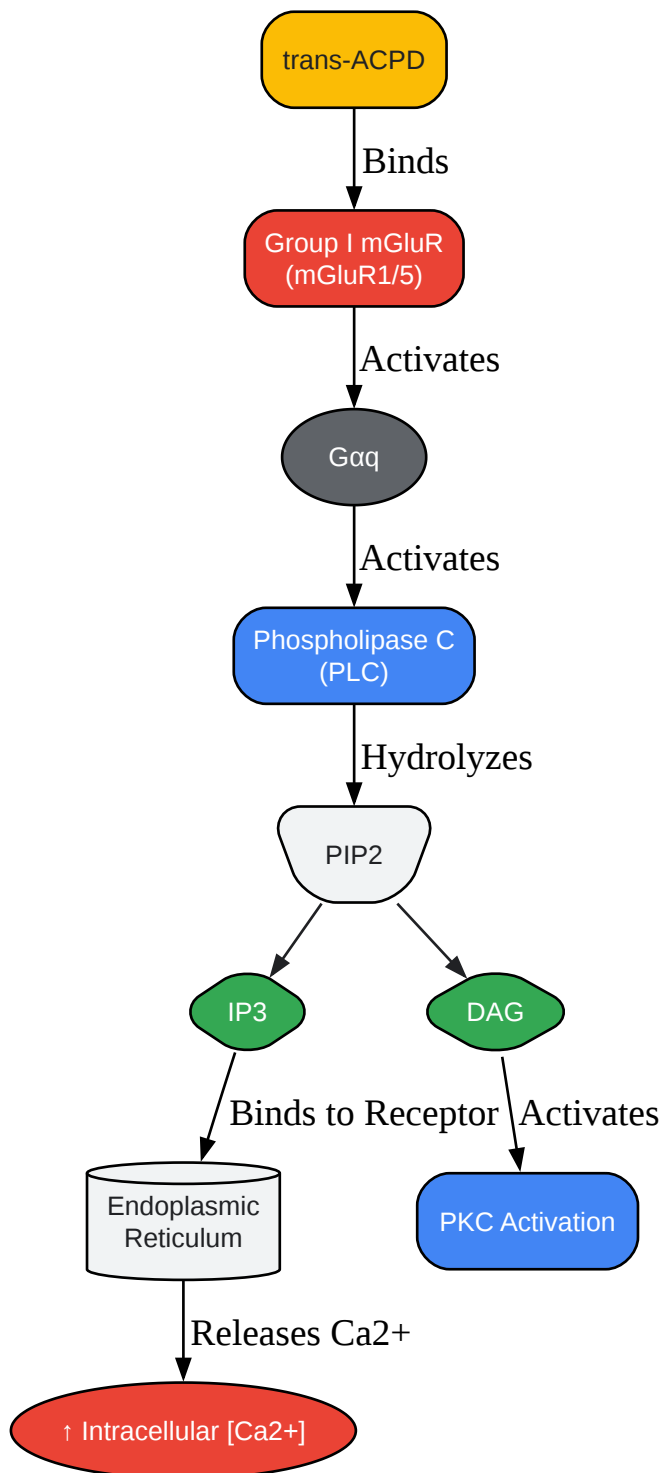 trans-ACPD
Binds
Group I mGluR
(mGluR1/5)
Activates
Gαq
Activates
Phospholipase C
(PLC)
Hydrolyzes
PIP2
IP3
DAG
Binds to Receptor
Activates
Endoplasmic
Reticulum
PKC Activation
Releases Ca2+
↑ Intracellular [Ca2+]